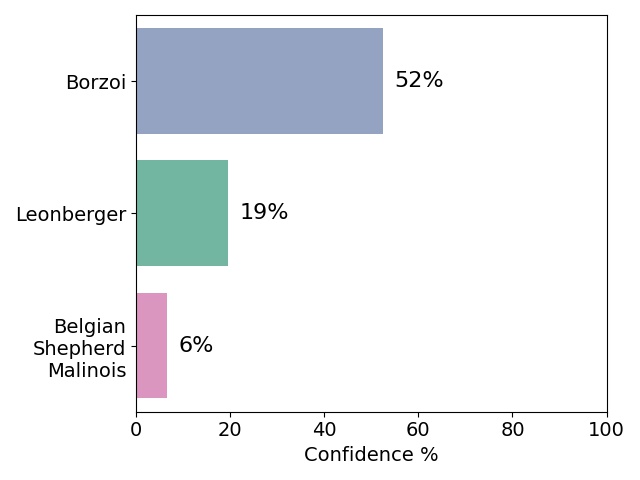 Borzoi
52%
Leonberger
19%
Belgian
Shepherd
Malinois
6%
0 20 40 60 80 100
Confidence %